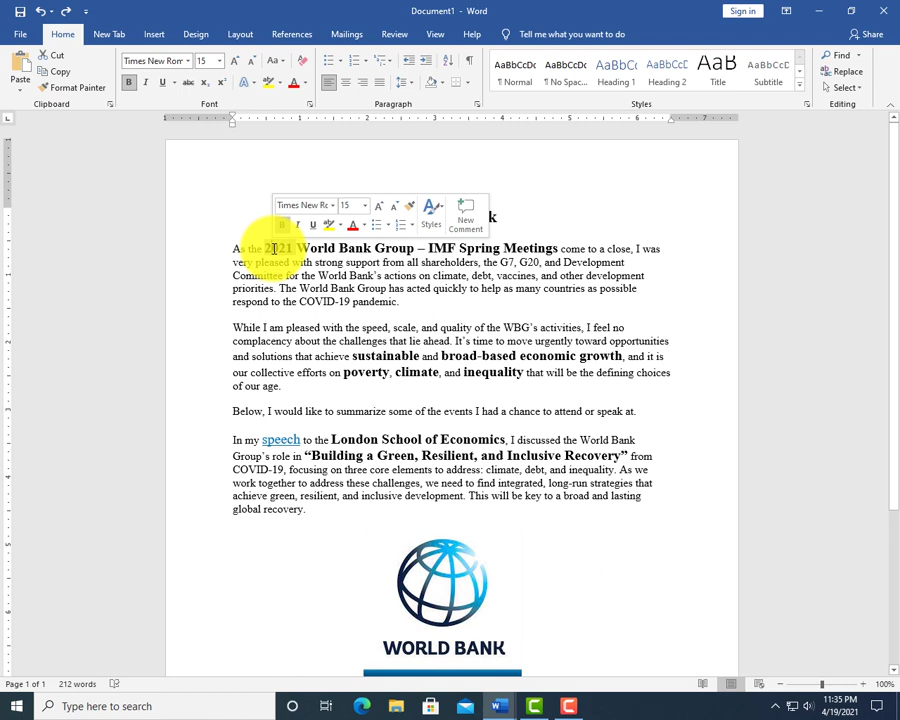 Document1 - Word
Sign in
File Home New Tab Insert Design Layout References Mailings Review View Help Tell me what you want to do Share
Paste
Cut
Copy
Format Painter
Clipboard
Times New Rom 15
Font
Paragraph
AaBbCcDc AaBbCcDc AaBbCc AaBbCcC AaB AaBbCcC
¶ Normal ¶ No Spac... Heading 1 Heading 2 Title Subtitle
Styles
Find
Replace
Select
Editing
Times New Ro 15
Styles
New Comment
k
As the 2021 World Bank Group – IMF Spring Meetings come to a close, I was
very pleased with strong support from all shareholders, the G7, G20, and Development
Committee for the World Bank’s actions on climate, debt, vaccines, and other development
priorities. The World Bank Group has acted quickly to help as many countries as possible
respond to the COVID-19 pandemic.
While I am pleased with the speed, scale, and quality of the WBG’s activities, I feel no
complacency about the challenges that lie ahead. It’s time to move urgently toward opportunities
and solutions that achieve sustainable and broad-based economic growth, and it is
our collective efforts on poverty, climate, and inequality that will be the defining choices
of our age.
Below, I would like to summarize some of the events I had a chance to attend or speak at.
In my speech to the London School of Economics, I discussed the World Bank
Group’s role in “Building a Green, Resilient, and Inclusive Recovery” from
COVID-19, focusing on three core elements to address: climate, debt, and inequality. As we
work together to address these challenges, we need to find integrated, long-run strategies that
achieve green, resilient, and inclusive development. This will be key to a broad and lasting
global recovery.
WORLD BANK
Page 1 of 1 212 words 100%
Type here to search
11:35 PM
4/19/2021